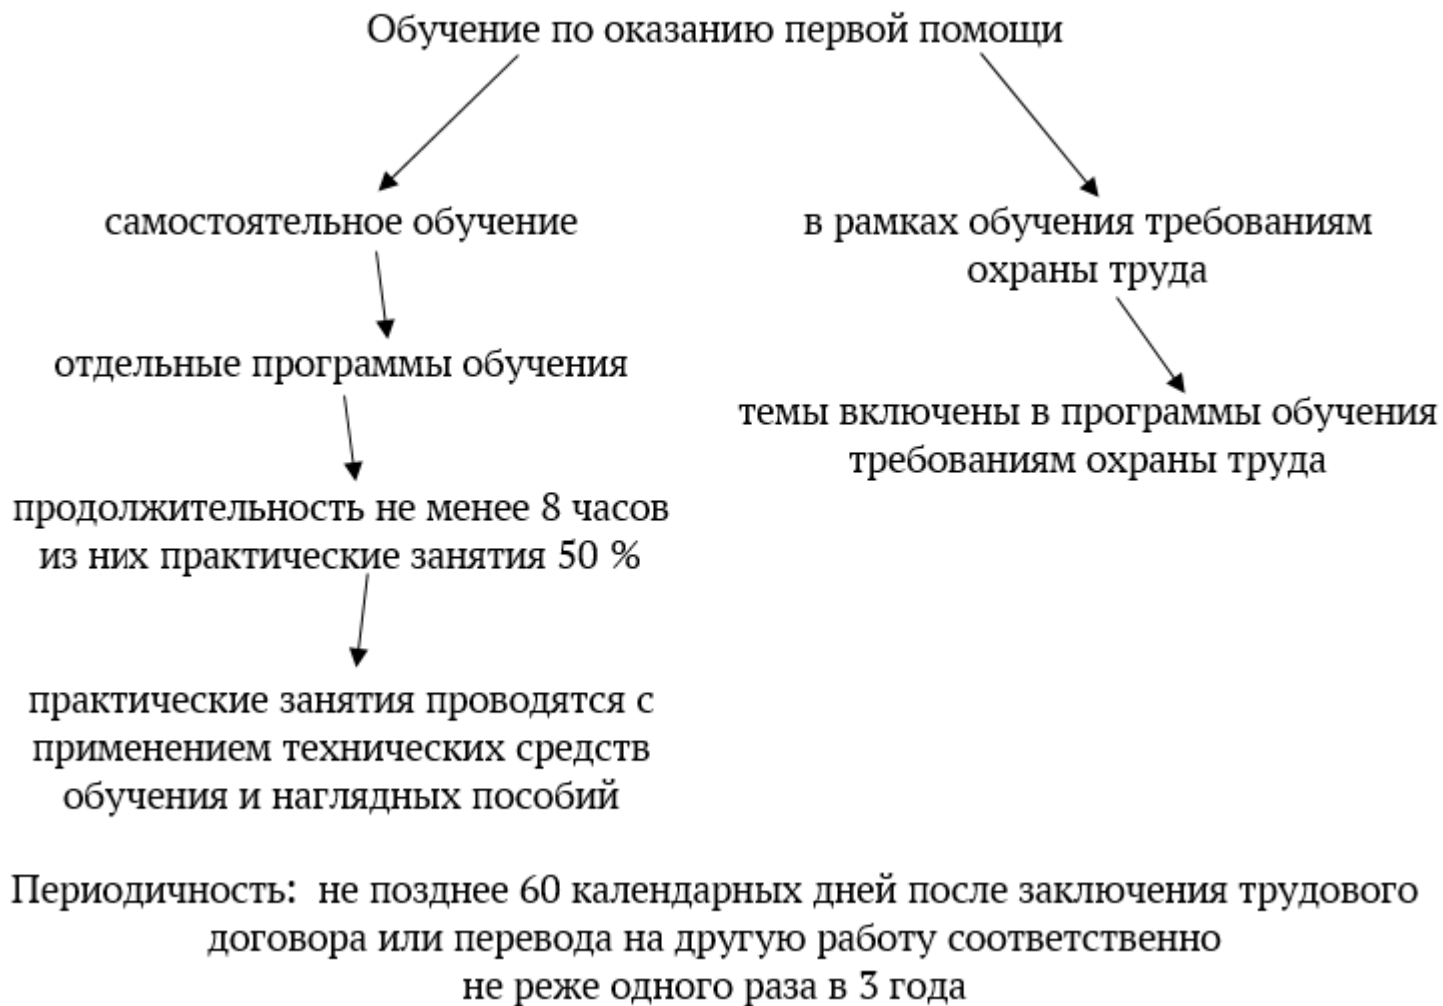 Обучение по оказанию первой помощи
самостоятельное обучение
отдельные программы обучения
продолжительность не менее 8 часов
из них практические занятия 50 %
практические занятия проводятся с
применением технических средств
обучения и наглядных пособий
в рамках обучения требованиям
охраны труда
темы включены в программы обучения
требованиям охраны труда
Периодичность: не позднее 60 календарных дней после заключения трудового
договора или перевода на другую работу соответственно
не реже одного раза в 3 года